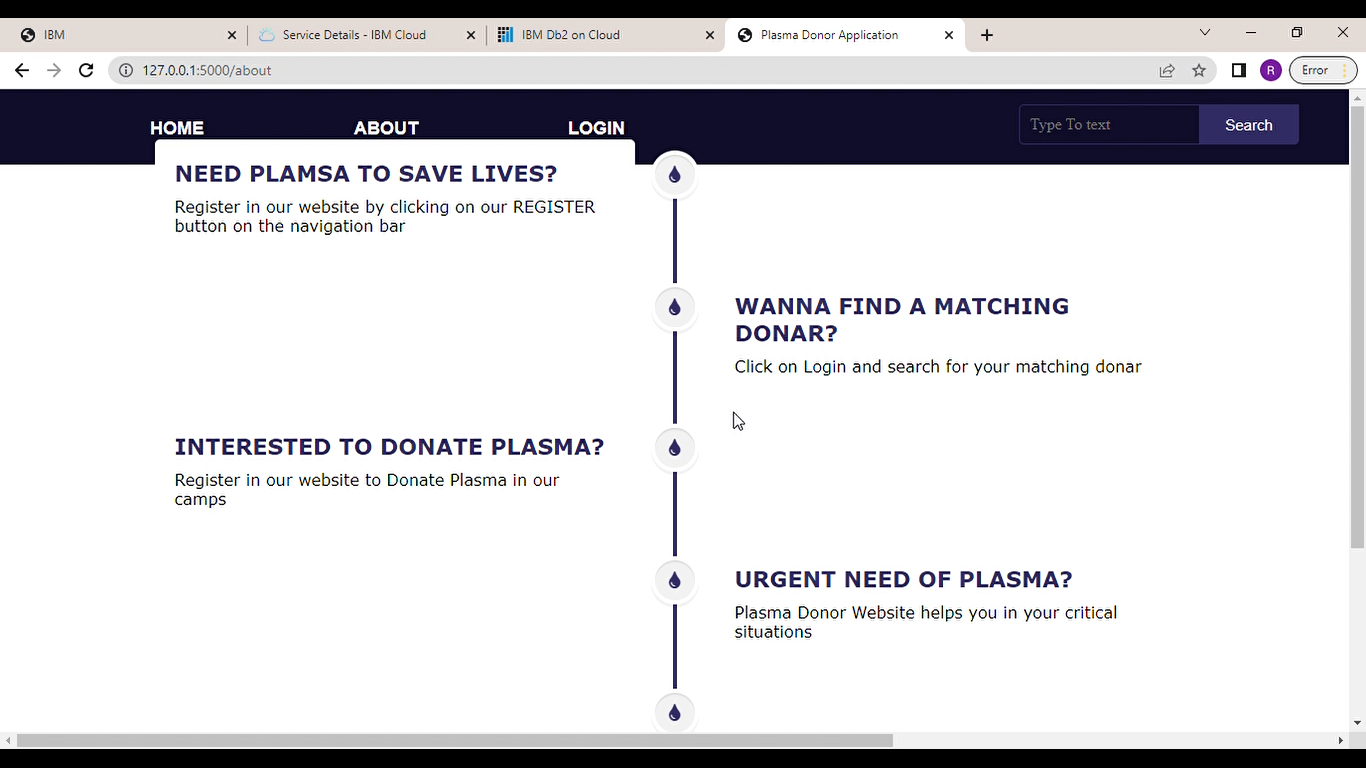 IBM
Service Details - IBM Cloud
IBM Db2 on Cloud
Plasma Donor Application
127.0.0.1:5000/about
R
Error
HOME
ABOUT
LOGIN
Type To text
Search
NEED PLAMSA TO SAVE LIVES?
Register in our website by clicking on our REGISTER
button on the navigation bar
WANNA FIND A MATCHING
DONAR?
Click on Login and search for your matching donar
INTERESTED TO DONATE PLASMA?
Register in our website to Donate Plasma in our
camps
URGENT NEED OF PLASMA?
Plasma Donor Website helps you in your critical
situations